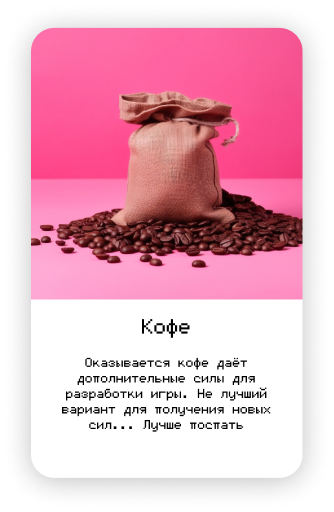 Кофе
Оказывается кофе даёт
дополнительные силы для
разработки игры. Не лучший
вариант для получения новых
сил... Лучше поспать